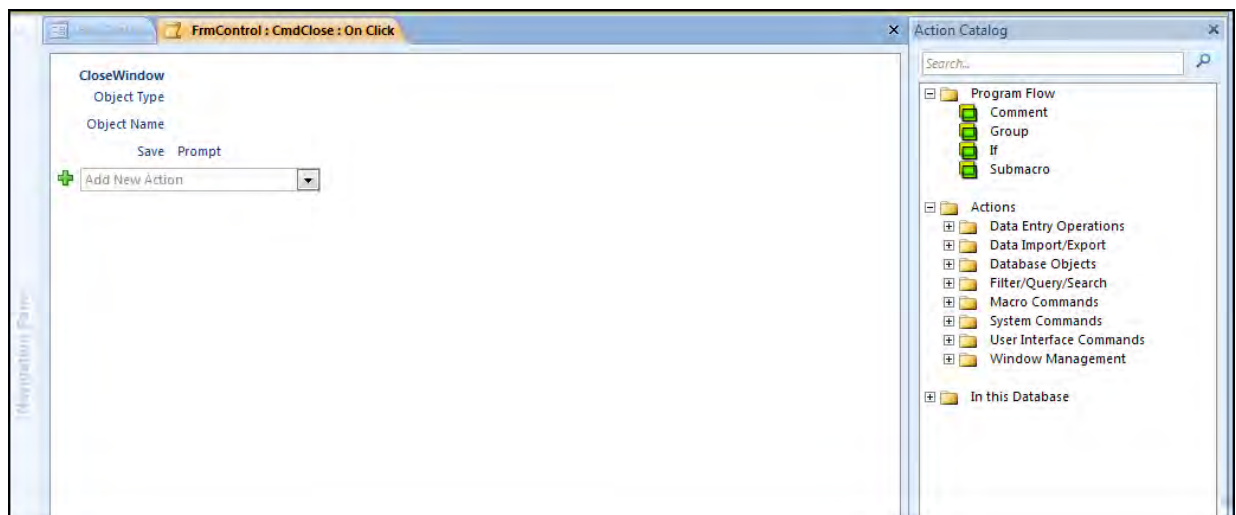 FrmControl : CmdClose : On Click
CloseWindow
Object Type
Object Name
Save Prompt
Add New Action
Navigation Pane
Action Catalog
Search...
Program Flow
Comment
Group
If
Submacro
Actions
Data Entry Operations
Data Import/Export
Database Objects
Filter/Query/Search
Macro Commands
System Commands
User Interface Commands
Window Management
In this Database